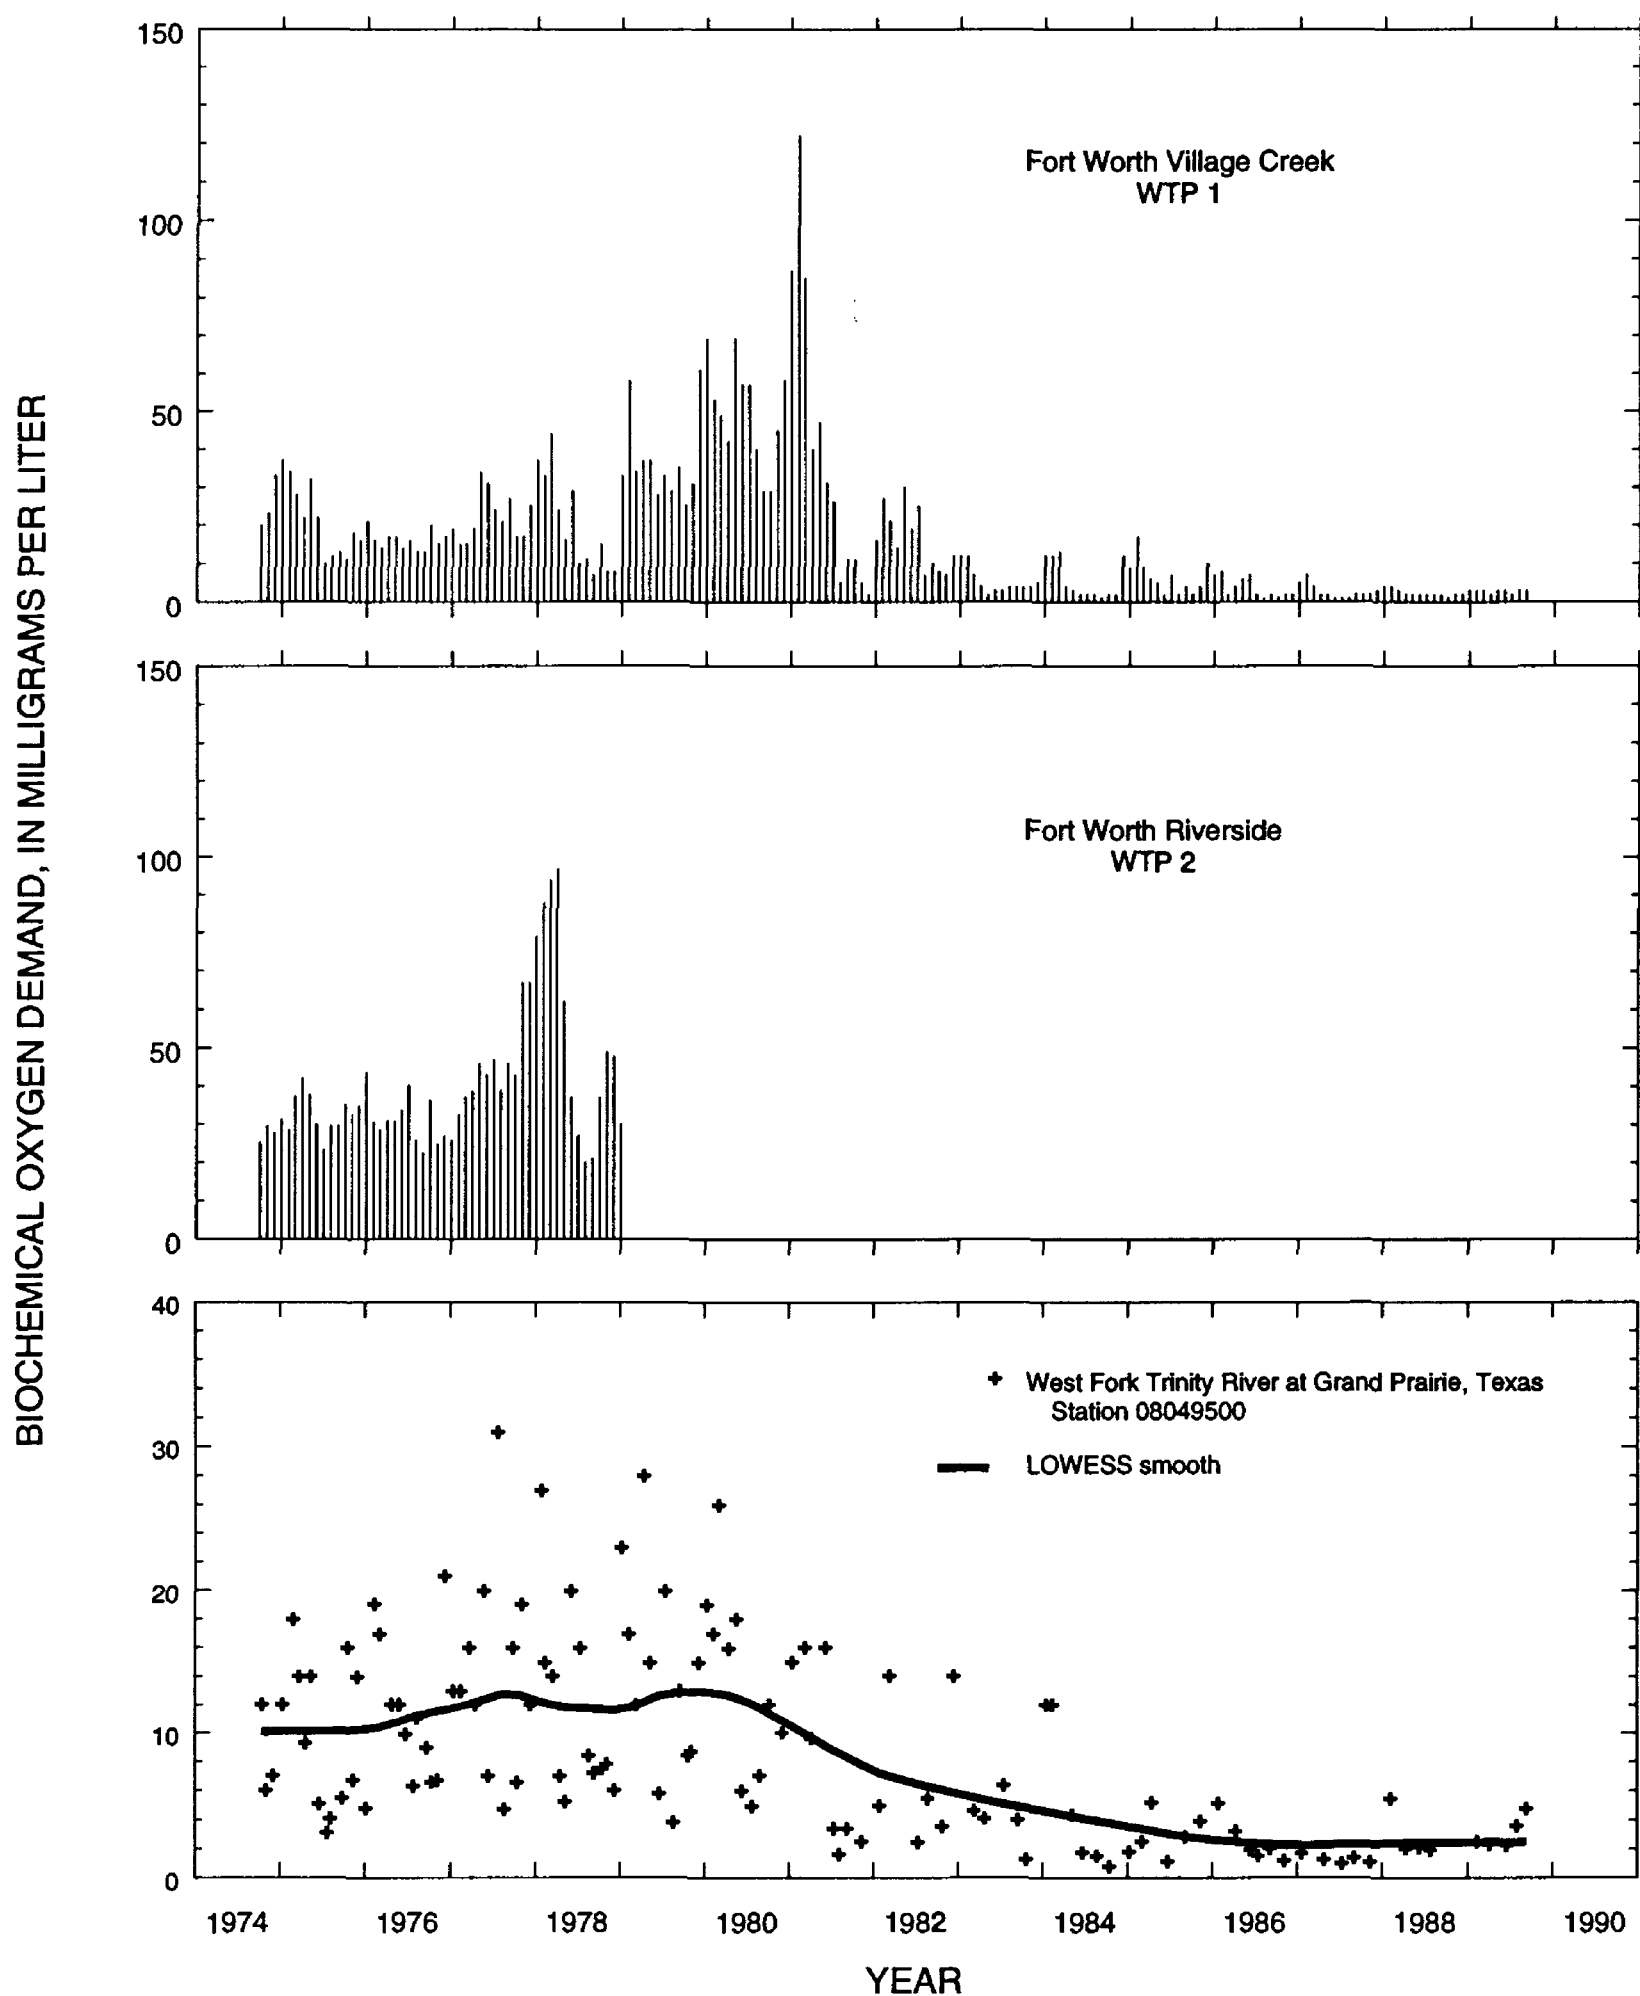 BIOCHEMICAL OXYGEN DEMAND, IN MILLIGRAMS PER LITER
150
100
50
0
Fort Worth Village Creek
WTP 1
150
100
50
0
Fort Worth Riverside
WTP 2
40
30
20
10
0
West Fork Trinity River at Grand Prairie, Texas
Station 08049500
LOWESS smooth
1974 1976 1978 1980 1982 1984 1986 1988 1990
YEAR